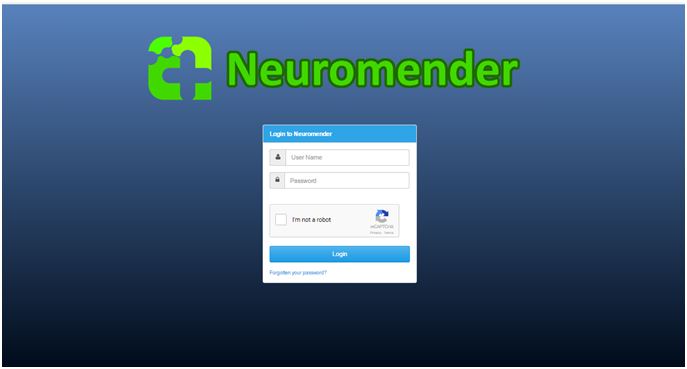 Neuromender
Login to Neuromender
User Name
Password
I'm not a robot
reCAPTCHA
Privacy - Terms
Login
Forgotten your password?